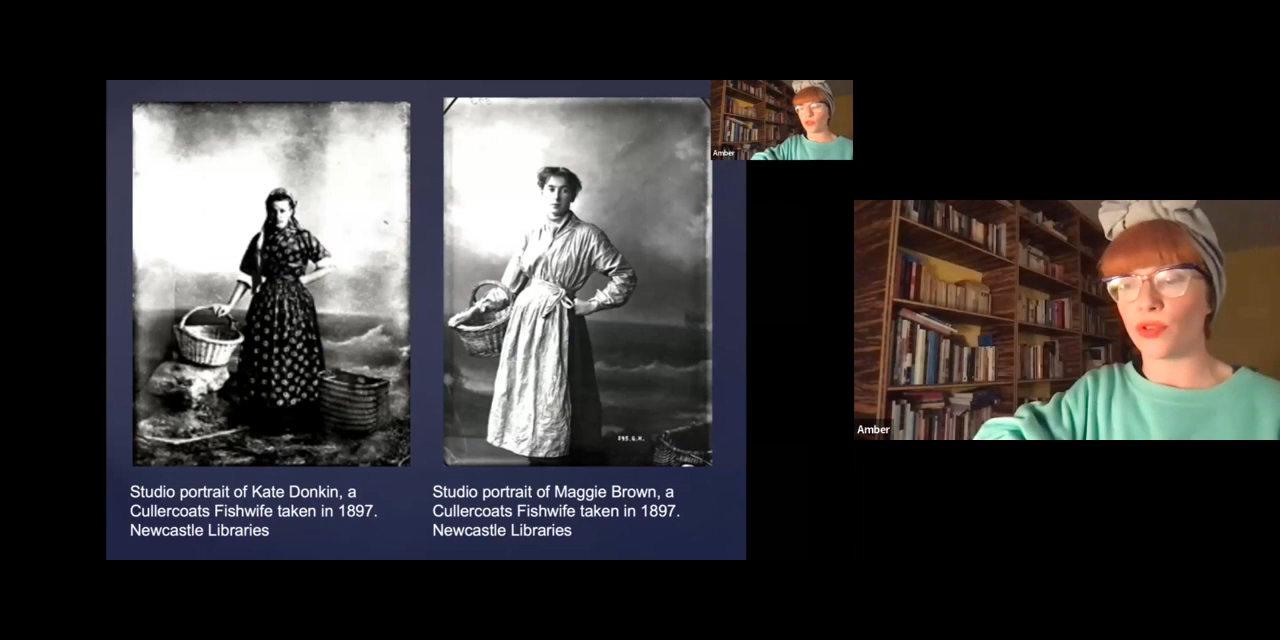 Studio portrait of Kate Donkin, a
Cullercoats Fishwife taken in 1897.
Newcastle Libraries
Studio portrait of Maggie Brown, a
Cullercoats Fishwife taken in 1897.
Newcastle Libraries
Amber
Amber